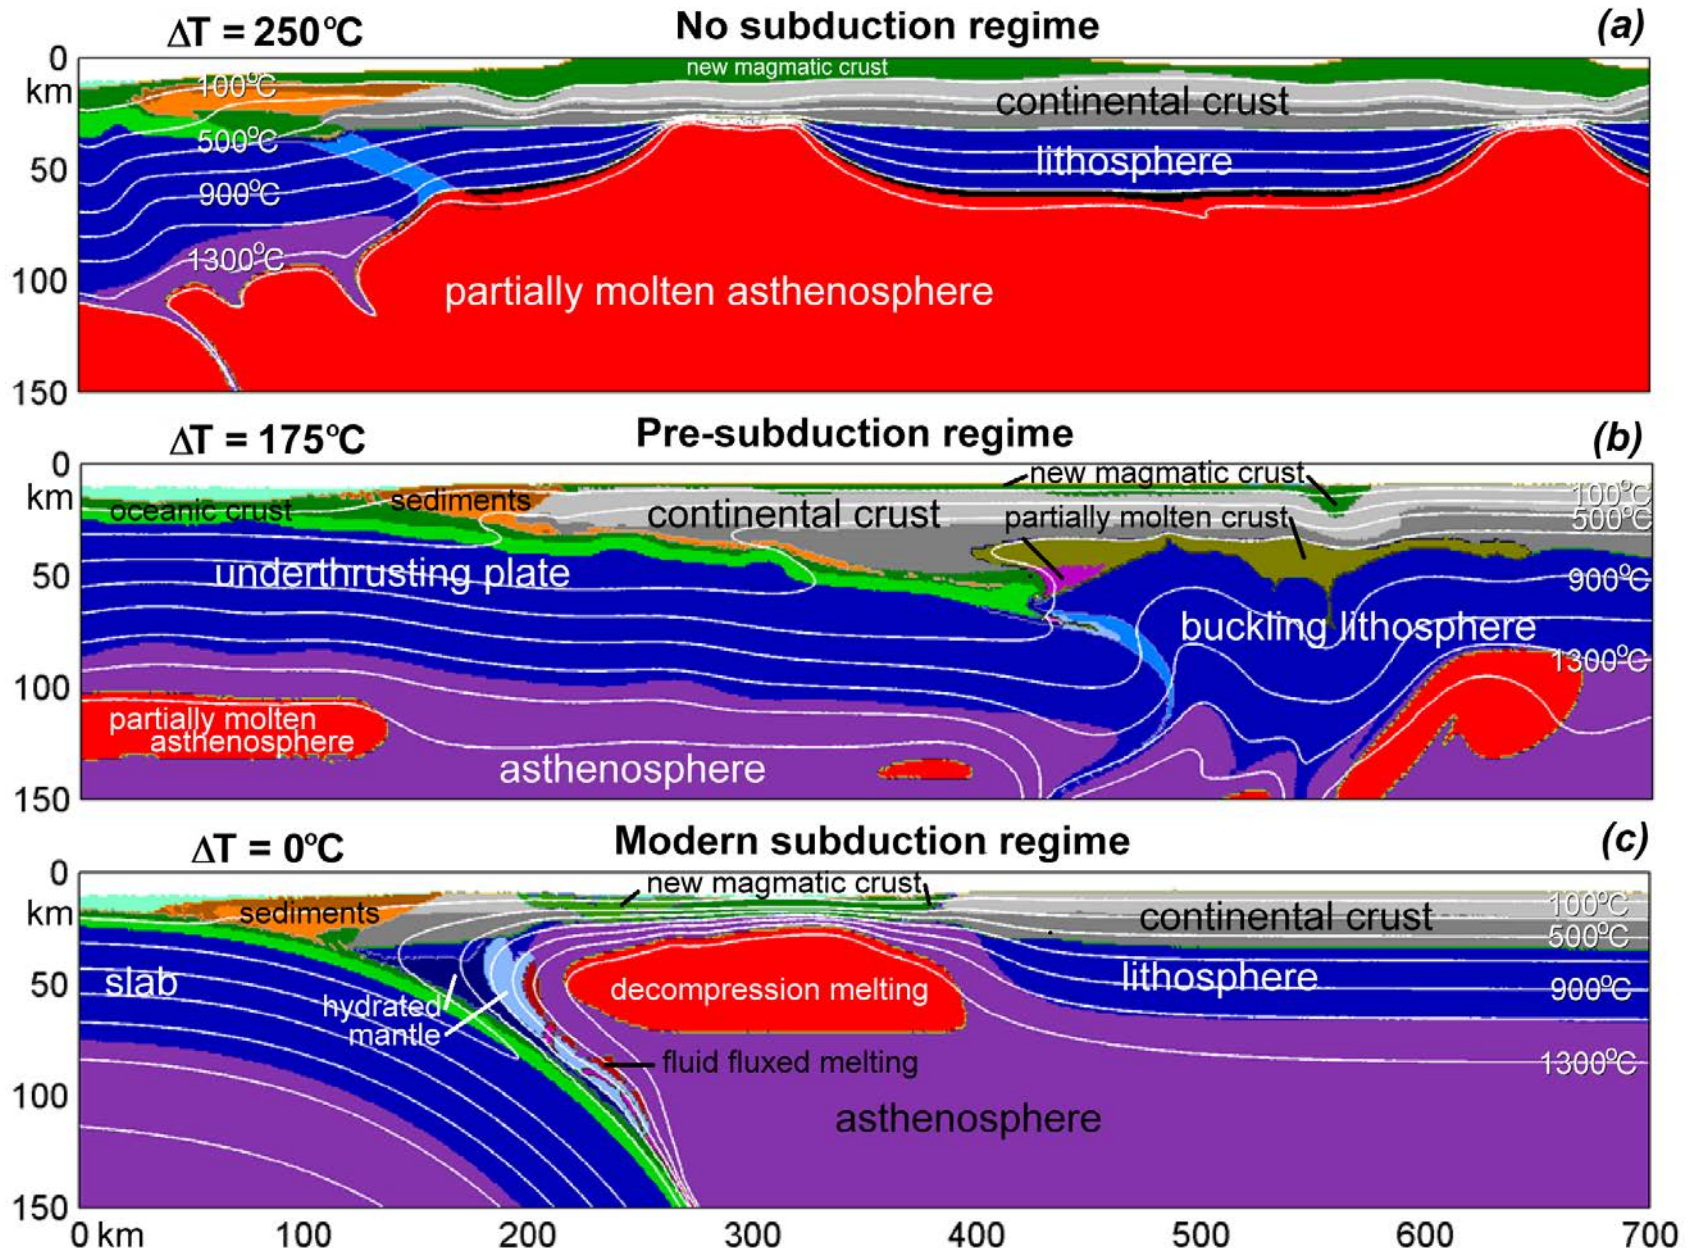 ΔT = 250°C No subduction regime (a)
0
new magmatic crust
km
100°C
continental crust
500°C
50
lithosphere
900°C
1300°C
100
partially molten asthenosphere
150
ΔT = 175°C Pre-subduction regime (b)
0
new magmatic crust
km
100°C
sediments
oceanic crust
continental crust
partially molten crust
500°C
50
underthrusting plate
900°C
buckling lithosphere
1300°C
100
partially molten
asthenosphere
asthenosphere
150
ΔT = 0°C Modern subduction regime (c)
0
new magmatic crust
km
sediments
continental crust
100°C
500°C
50
slab
lithosphere
decompression melting
900°C
hydrated
mantle
fluid fluxed melting
1300°C
100
asthenosphere
150
0 km 100 200 300 400 500 600 700